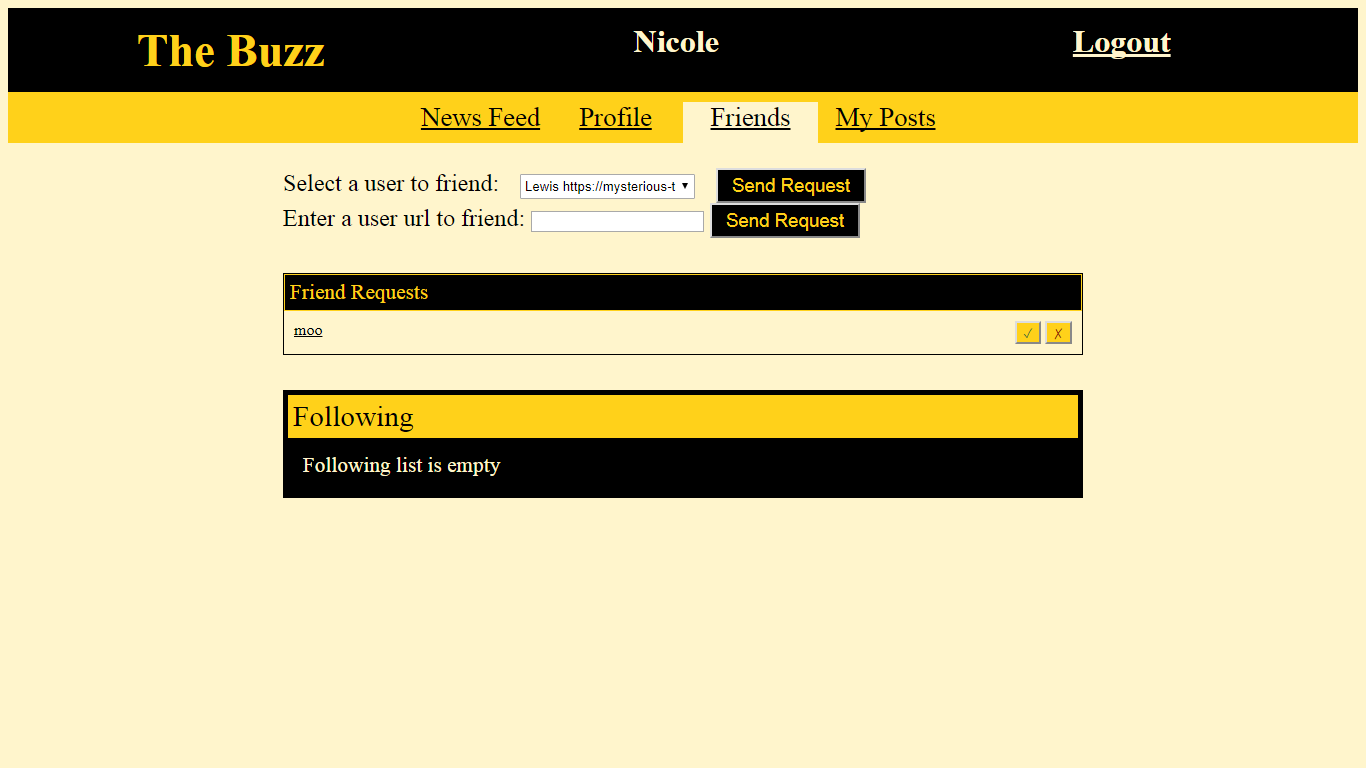 The Buzz Nicole Logout
News Feed Profile Friends My Posts
Select a user to friend: Lewis https://mysterious-t Send Request
Enter a user url to friend: Send Request
Friend Requests
moo ✓ ✗
Following
Following list is empty